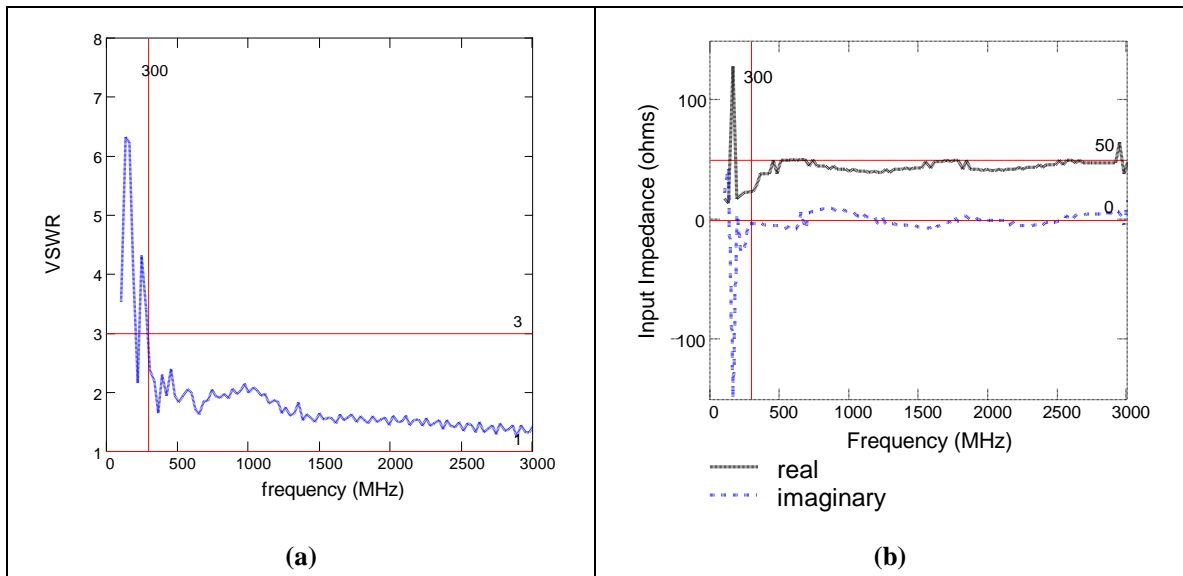 8
7
6
5
4
3
2
1
300
3
1
0 500 1000 1500 2000 2500 3000
VSWR
frequency (MHz)
(a)
100
0
−100
300
50
0
0 500 1000 1500 2000 2500 3000
Input Impedance (ohms)
Frequency (MHz)
real
imaginary
(b)